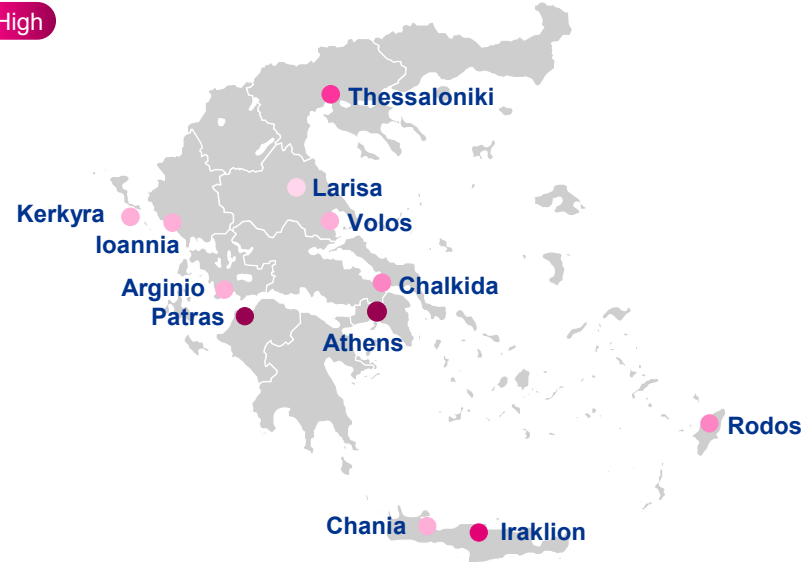 High
Thessaloniki
Larisa
Kerkyra
Volos
Ioannia
Arginio
Chalkida
Patras
Athens
Rodos
Chania
Iraklion